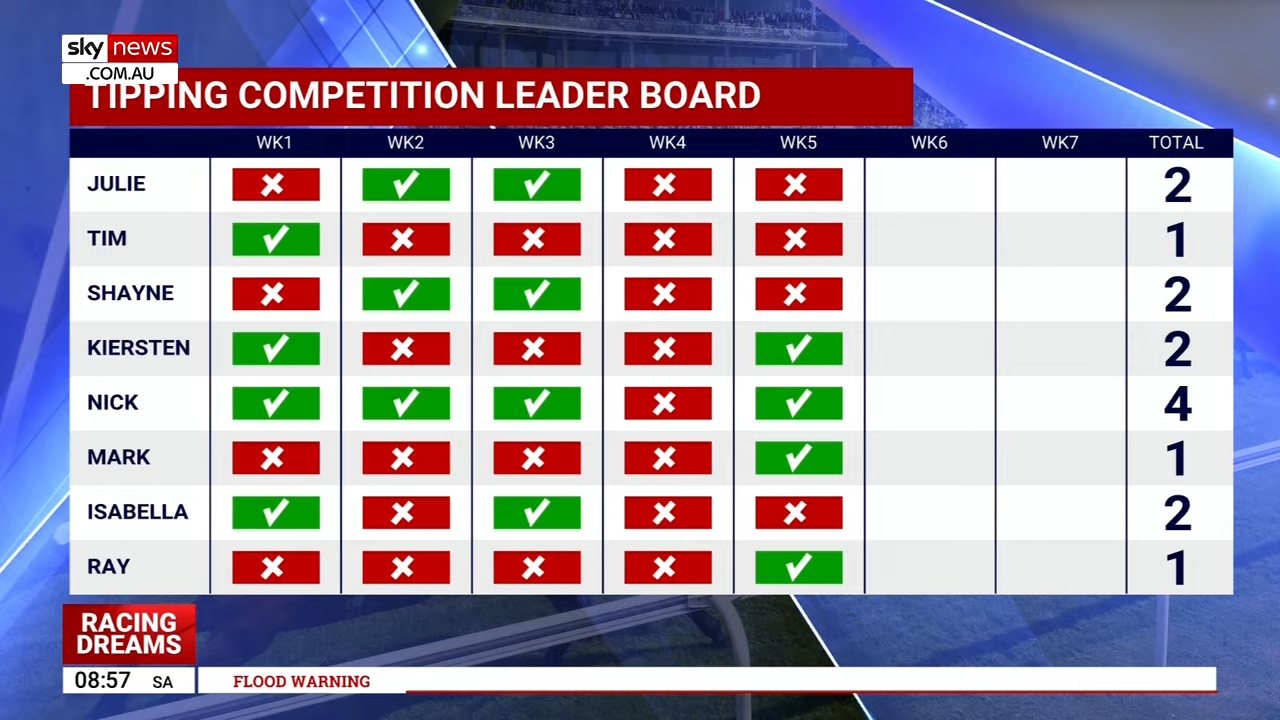 sky news
.COM.AU
TIPPING COMPETITION LEADER BOARD
WK1 WK2 WK3 WK4 WK5 WK6 WK7 TOTAL
JULIE ✖ ✔ ✔ ✖ ✖ 2
TIM ✔ ✖ ✖ ✖ ✖ 1
SHAYNE ✖ ✔ ✔ ✖ ✖ 2
KIERSTEN ✔ ✖ ✖ ✖ ✔ 2
NICK ✔ ✔ ✔ ✖ ✔ 4
MARK ✖ ✖ ✖ ✖ ✔ 1
ISABELLA ✔ ✖ ✔ ✖ ✖ 2
RAY ✖ ✖ ✖ ✖ ✔ 1
RACING
DREAMS
08:57 SA FLOOD WARNING